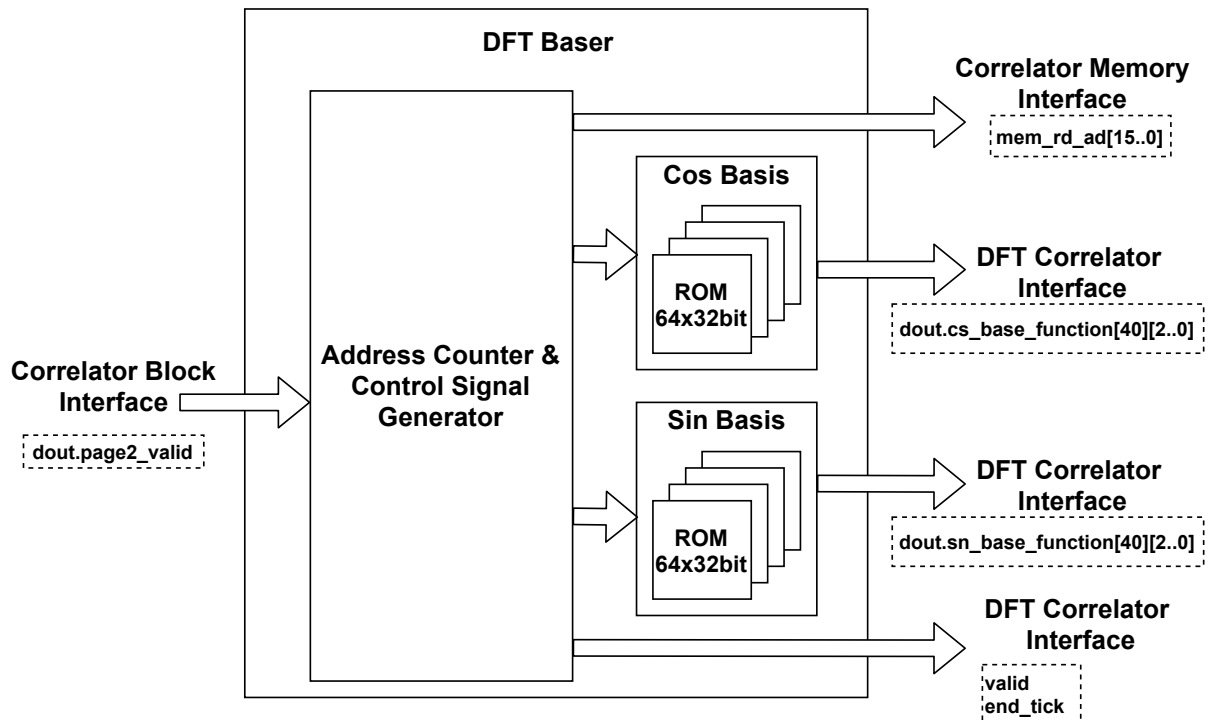 DFT Baser
Correlator Memory
Interface
mem_rd_ad[15..0]
Cos Basis
ROM
64x32bit
DFT Correlator
Interface
dout.cs_base_function[40][2..0]
Address Counter &
Control Signal
Generator
Correlator Block
Interface
dout.page2_valid
Sin Basis
ROM
64x32bit
DFT Correlator
Interface
dout.sn_base_function[40][2..0]
DFT Correlator
Interface
valid
end_tick